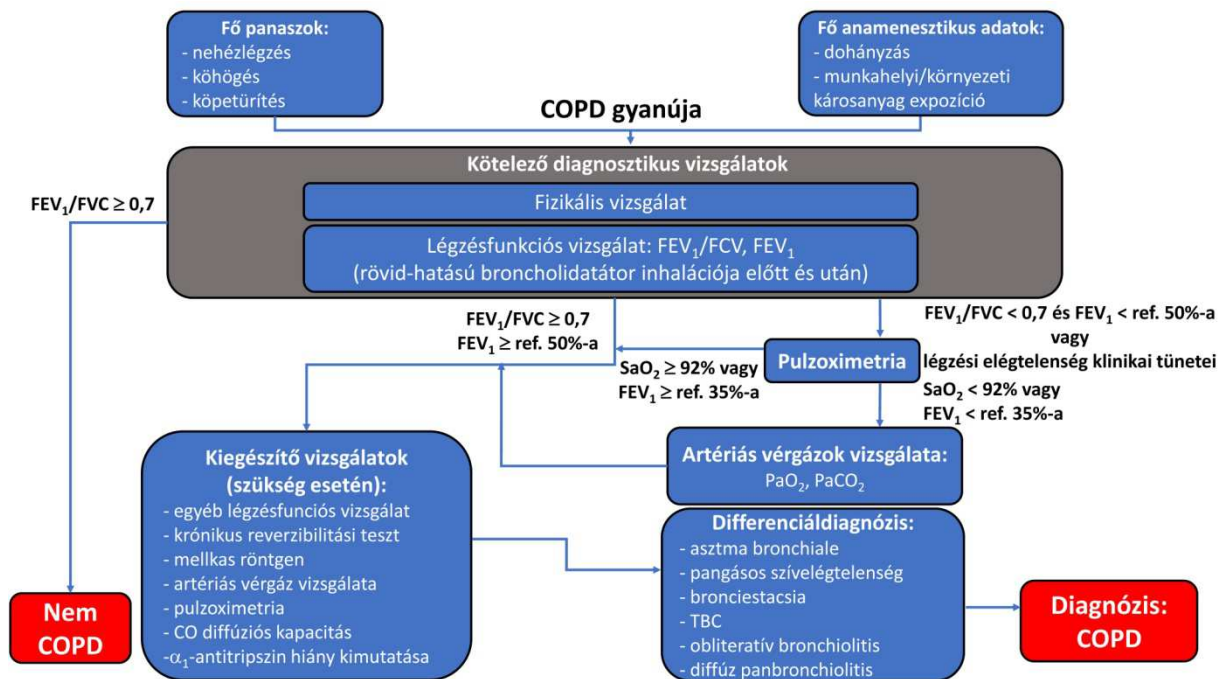 Fő panaszok:
- nehézlégzés
- köhögés
- köpetürítés
Fő anamenesztikus adatok:
- dohányzás
- munkahelyi/környezeti
károsanyag expozíció
COPD gyanúja
Kötelező diagnosztikus vizsgálatok
Fizikális vizsgálat
Légzésfunkciós vizsgálat: FEV₁/FCV, FEV₁
(rövid-hatású broncholidatátor inhalációja előtt és után)
FEV₁/FVC ≥ 0,7
FEV₁/FVC ≥ 0,7
FEV₁ ≥ ref. 50%-a
FEV₁/FVC < 0,7 és FEV₁ < ref. 50%-a
vagy
légzési elégtelenség klinikai tünetei
Pulzoximetria
SaO₂ ≥ 92% vagy
FEV₁ ≥ ref. 35%-a
SaO₂ < 92% vagy
FEV₁ < ref. 35%-a
Artériás vérgázok vizsgálata:
PaO₂, PaCO₂
Kiegészítő vizsgálatok
(szükség esetén):
- egyéb légzésfunciós vizsgálat
- krónikus reverzibilitási teszt
- mellkas röntgen
- artériás vérgáz vizsgálata
- pulzoximetria
- CO diffúziós kapacitás
-α₁-antitripszin hiány kimutatása
Differenciáldiagnózis:
- asztma bronchiale
- pangásos szívelégtelenség
- bronciestacsia
- TBC
- obliteratív bronchiolitis
- diffúz panbronchiolitis
Nem
COPD
Diagnózis:
COPD